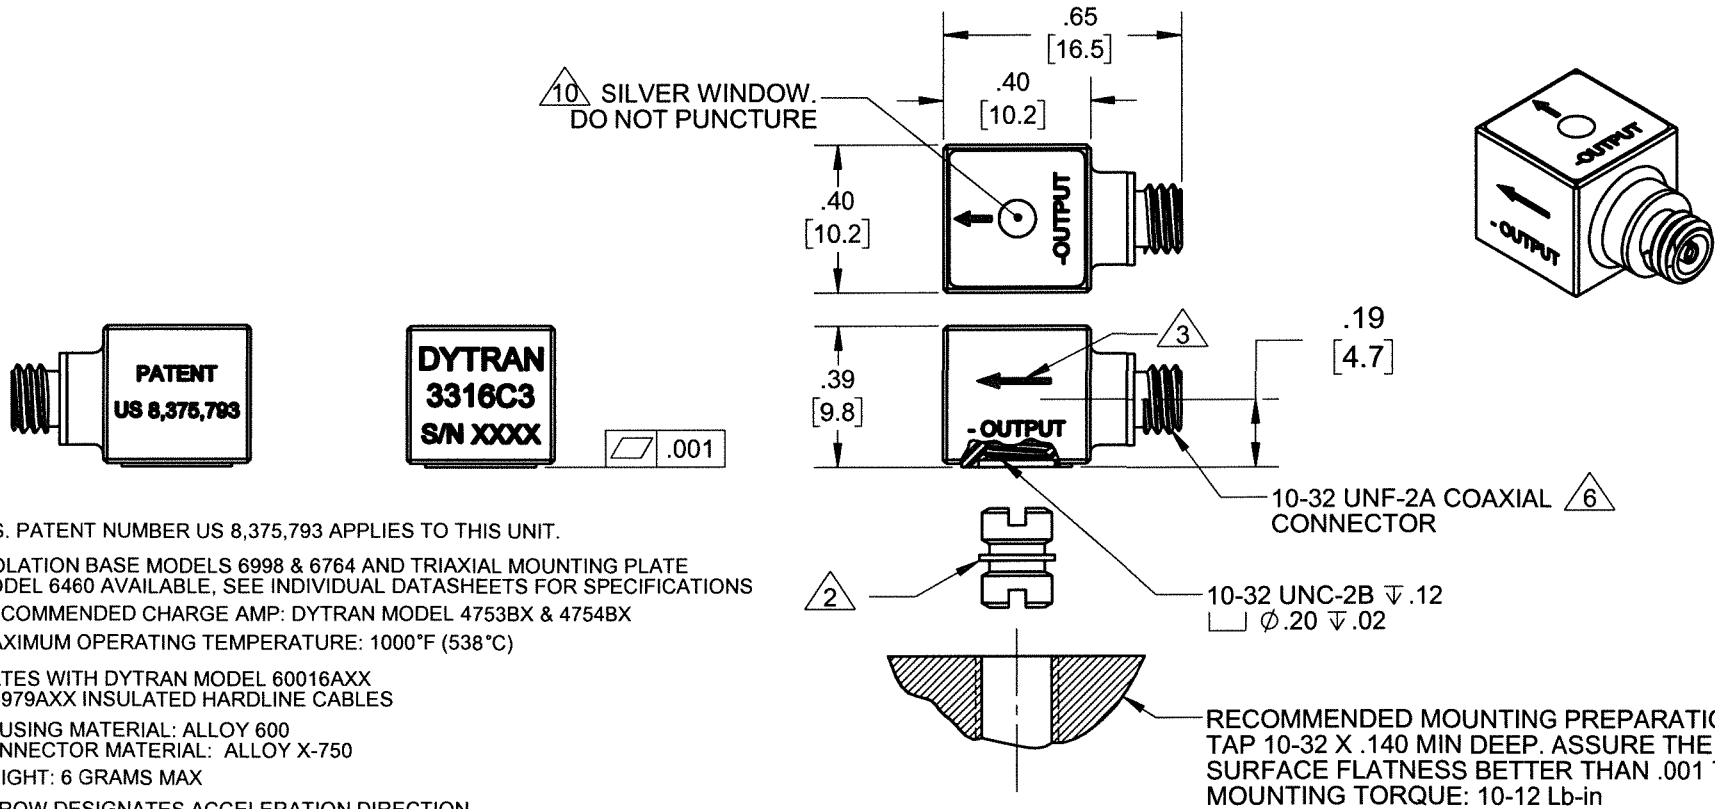 .65
[16.5]
.40
[10.2]
10 SILVER WINDOW.
DO NOT PUNCTURE
.40
[10.2]
-OUTPUT
-OUTPUT
- OUTPUT
PATENT
US 8,375,793
DYTRAN
3316C3
S/N XXXX
.001
.39
[9.8]
- OUTPUT
3
.19
[4.7]
10-32 UNF-2A COAXIAL 6
CONNECTOR
2
10-32 UNC-2B ↧ .12
⌴ ⌀.20 ↧.02
S. PATENT NUMBER US 8,375,793 APPLIES TO THIS UNIT.
OLATION BASE MODELS 6998 & 6764 AND TRIAXIAL MOUNTING PLATE
ODEL 6460 AVAILABLE, SEE INDIVIDUAL DATASHEETS FOR SPECIFICATIONS
COMMENDED CHARGE AMP: DYTRAN MODEL 4753BX & 4754BX
AXIMUM OPERATING TEMPERATURE: 1000°F (538°C)
TES WITH DYTRAN MODEL 60016AXX
979AXX INSULATED HARDLINE CABLES
USING MATERIAL: ALLOY 600
NNECTOR MATERIAL: ALLOY X-750
IGHT: 6 GRAMS MAX
ROW DESIGNATES ACCELERATION DIRECTION
RECOMMENDED MOUNTING PREPARATIO
TAP 10-32 X .140 MIN DEEP. ASSURE THE
SURFACE FLATNESS BETTER THAN .001
MOUNTING TORQUE: 10-12 Lb-in